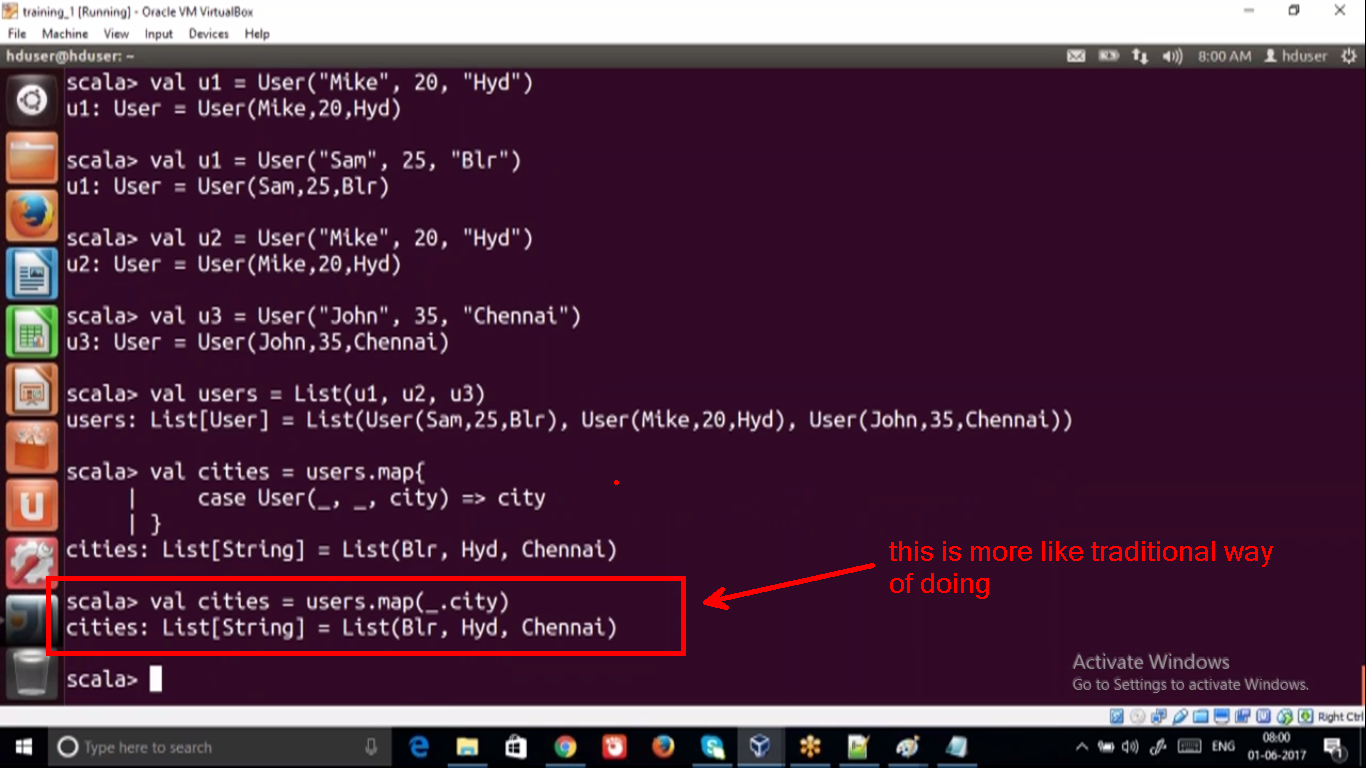 training_1 [Running] - Oracle VM VirtualBox
File Machine View Input Devices Help
hduser@hduser: ~ 8:00 AM hduser
scala> val u1 = User("Mike", 20, "Hyd")
u1: User = User(Mike,20,Hyd)
scala> val u1 = User("Sam", 25, "Blr")
u1: User = User(Sam,25,Blr)
scala> val u2 = User("Mike", 20, "Hyd")
u2: User = User(Mike,20,Hyd)
scala> val u3 = User("John", 35, "Chennai")
u3: User = User(John,35,Chennai)
scala> val users = List(u1, u2, u3)
users: List[User] = List(User(Sam,25,Blr), User(Mike,20,Hyd), User(John,35,Chennai))
scala> val cities = users.map{
| case User(_, _, city) => city
| }
cities: List[String] = List(Blr, Hyd, Chennai)
this is more like traditional way
of doing
scala> val cities = users.map(_.city)
cities: List[String] = List(Blr, Hyd, Chennai)
scala>
Activate Windows
Go to Settings to activate Windows.
Right Ctrl
Type here to search
ENG
08:00
01-06-2017